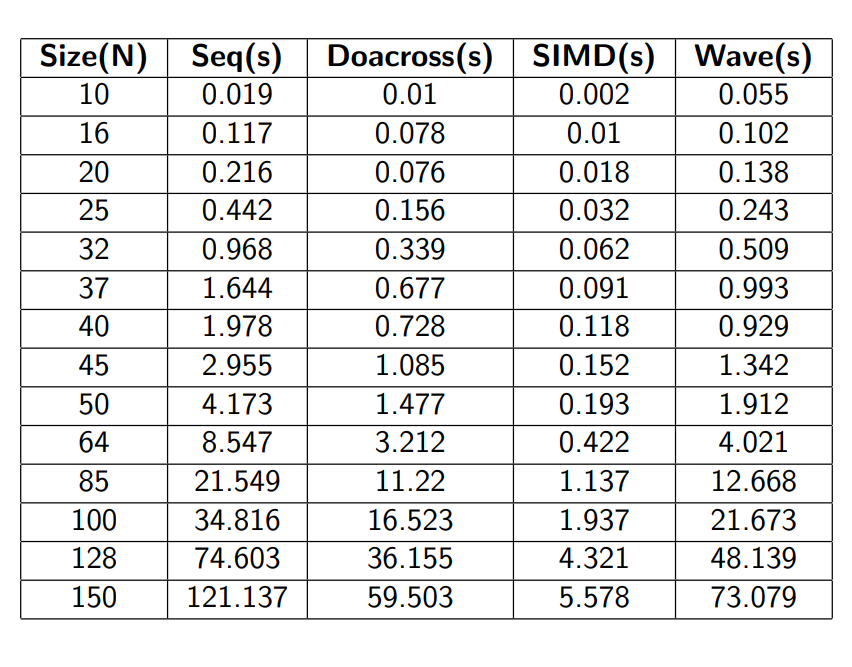 Size(N) Seq(s) Doacross(s) SIMD(s) Wave(s)
10 0.019 0.01 0.002 0.055
16 0.117 0.078 0.01 0.102
20 0.216 0.076 0.018 0.138
25 0.442 0.156 0.032 0.243
32 0.968 0.339 0.062 0.509
37 1.644 0.677 0.091 0.993
40 1.978 0.728 0.118 0.929
45 2.955 1.085 0.152 1.342
50 4.173 1.477 0.193 1.912
64 8.547 3.212 0.422 4.021
85 21.549 11.22 1.137 12.668
100 34.816 16.523 1.937 21.673
128 74.603 36.155 4.321 48.139
150 121.137 59.503 5.578 73.079